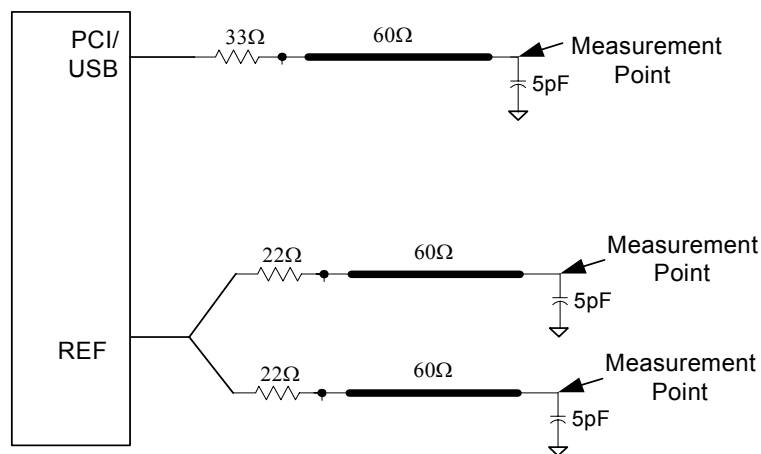 PCI/
USB
33Ω
60Ω
Measurement
Point
5pF
22Ω
60Ω
Measurement
Point
5pF
REF
22Ω
60Ω
Measurement
Point
5pF